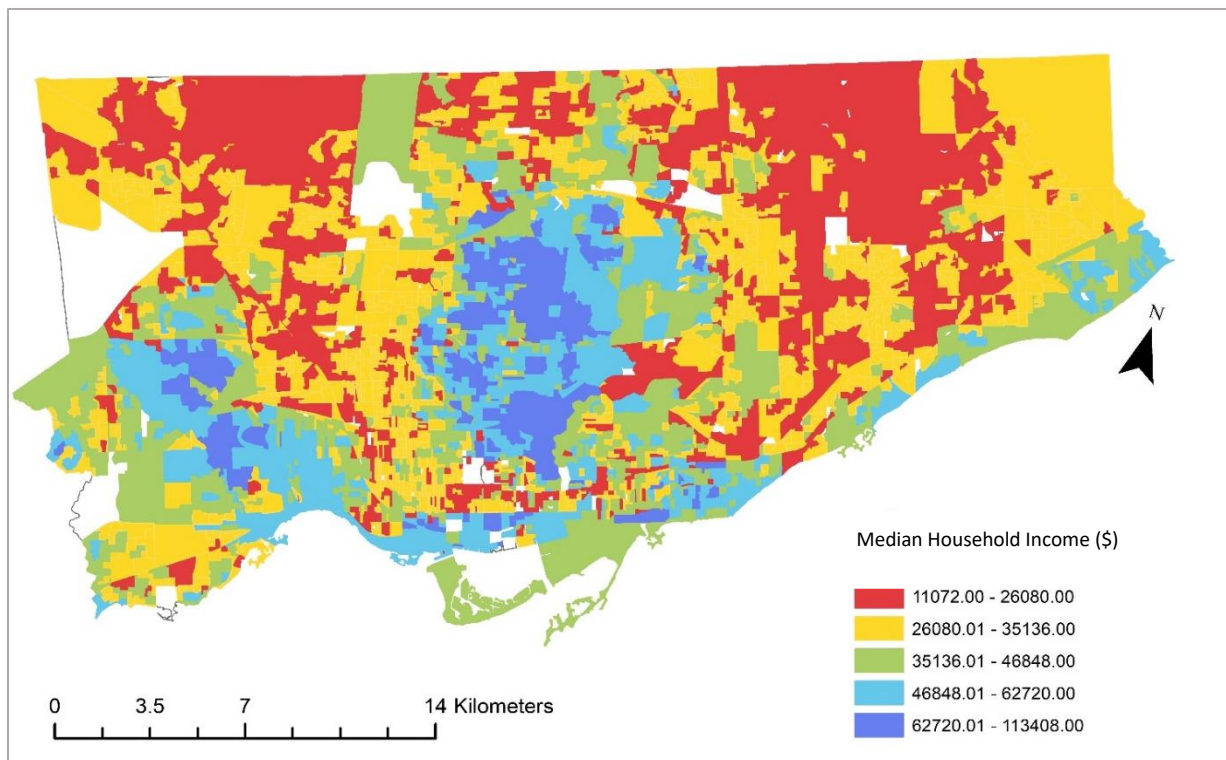 N
Median Household Income ($)
11072.00 - 26080.00
26080.01 - 35136.00
35136.01 - 46848.00
46848.01 - 62720.00
62720.01 - 113408.00
0 3.5 7 14 Kilometers